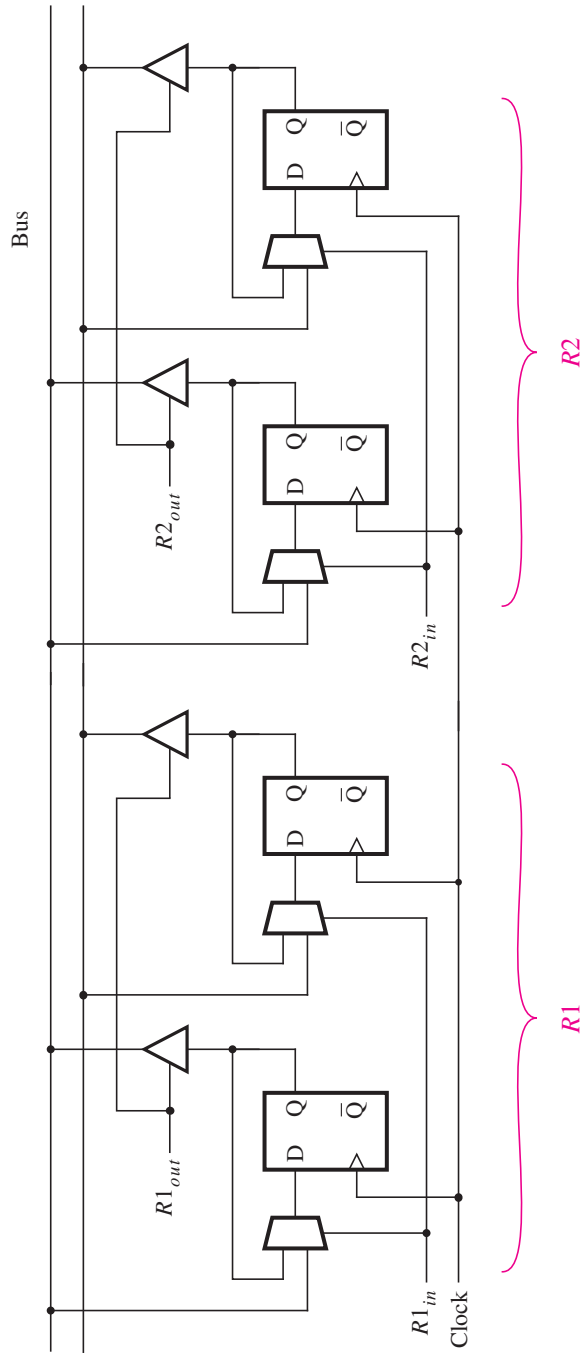 Bus
R2out
R1out
D Q
Q̅
D Q
Q̅
D Q
Q̅
D Q
Q̅
R1in
R2in
Clock
R1
R2